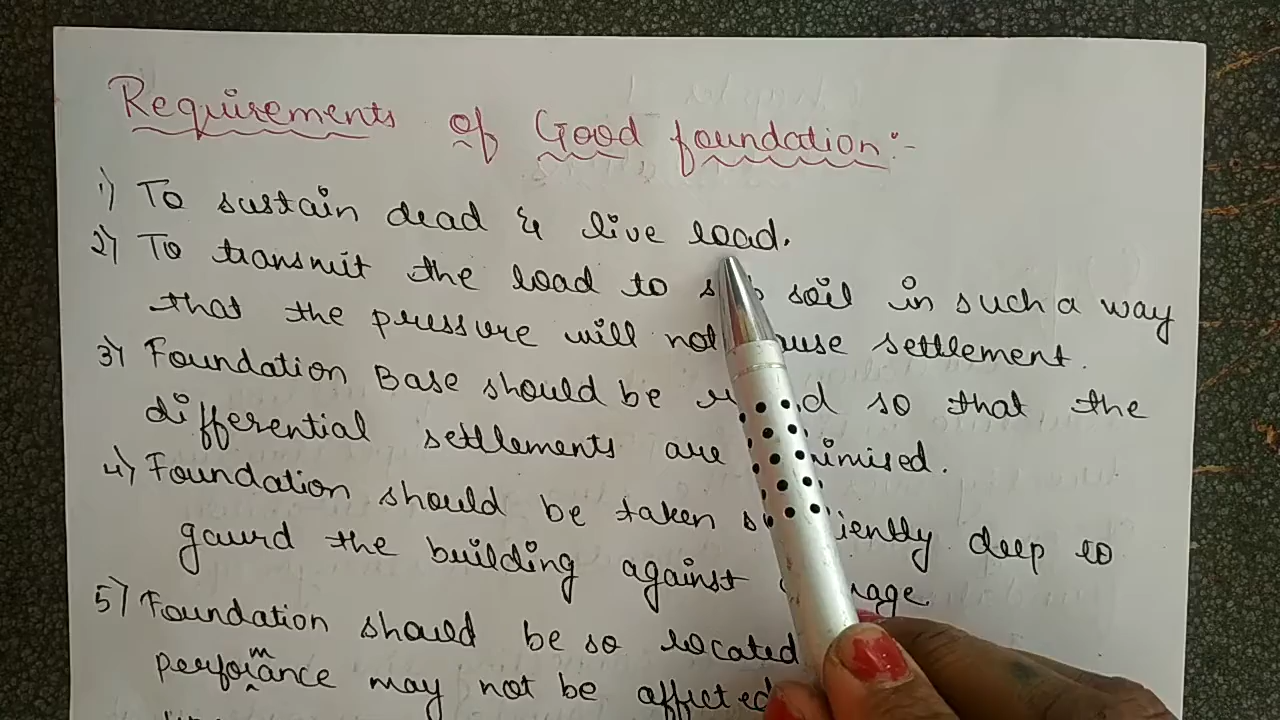 Requirements of Good foundation:-
1) To sustain dead & live load.
2) To transmit the load to soil in such a way
that the pressure will not settlement.
3) Foundation Base should be so that the
differential settlements are
4) Foundation should be taken deep to
gaurd the building against
5) Foundation should be so located
performance may not be affected